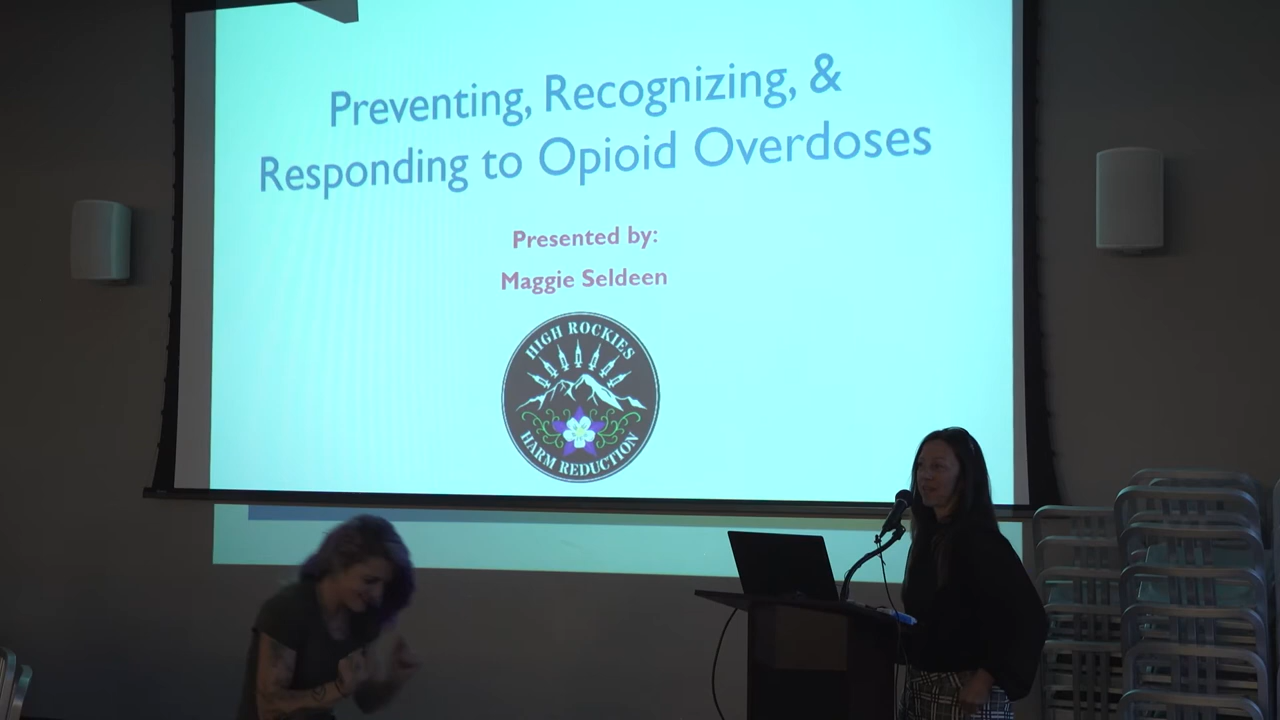 Preventing, Recognizing, &
Responding to Opioid Overdoses
Presented by:
Maggie Seldeen
HIGH ROCKIES
HARM REDUCTION